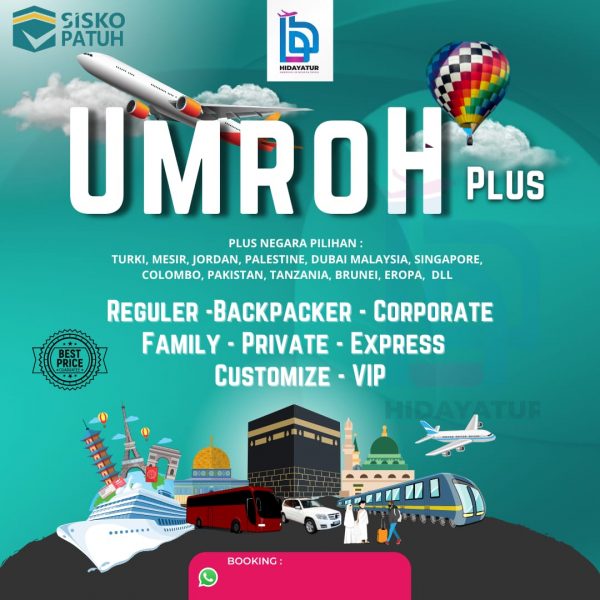 SiSKO
PATUH
HIDAYATUR
UMROH PLUS
PLUS NEGARA PILIHAN :
TURKI, MESIR, JORDAN, PALESTINE, DUBAI MALAYSIA, SINGAPORE,
COLOMBO, PAKISTAN, TANZANIA, BRUNEI, EROPA, DLL
REGULER -BACKPACKER - CORPORATE
FAMILY - PRIVATE - EXPRESS
CUSTOMIZE - VIP
BEST
PRICE
GUARANTEE
HIDAYATUR
BOOKING :